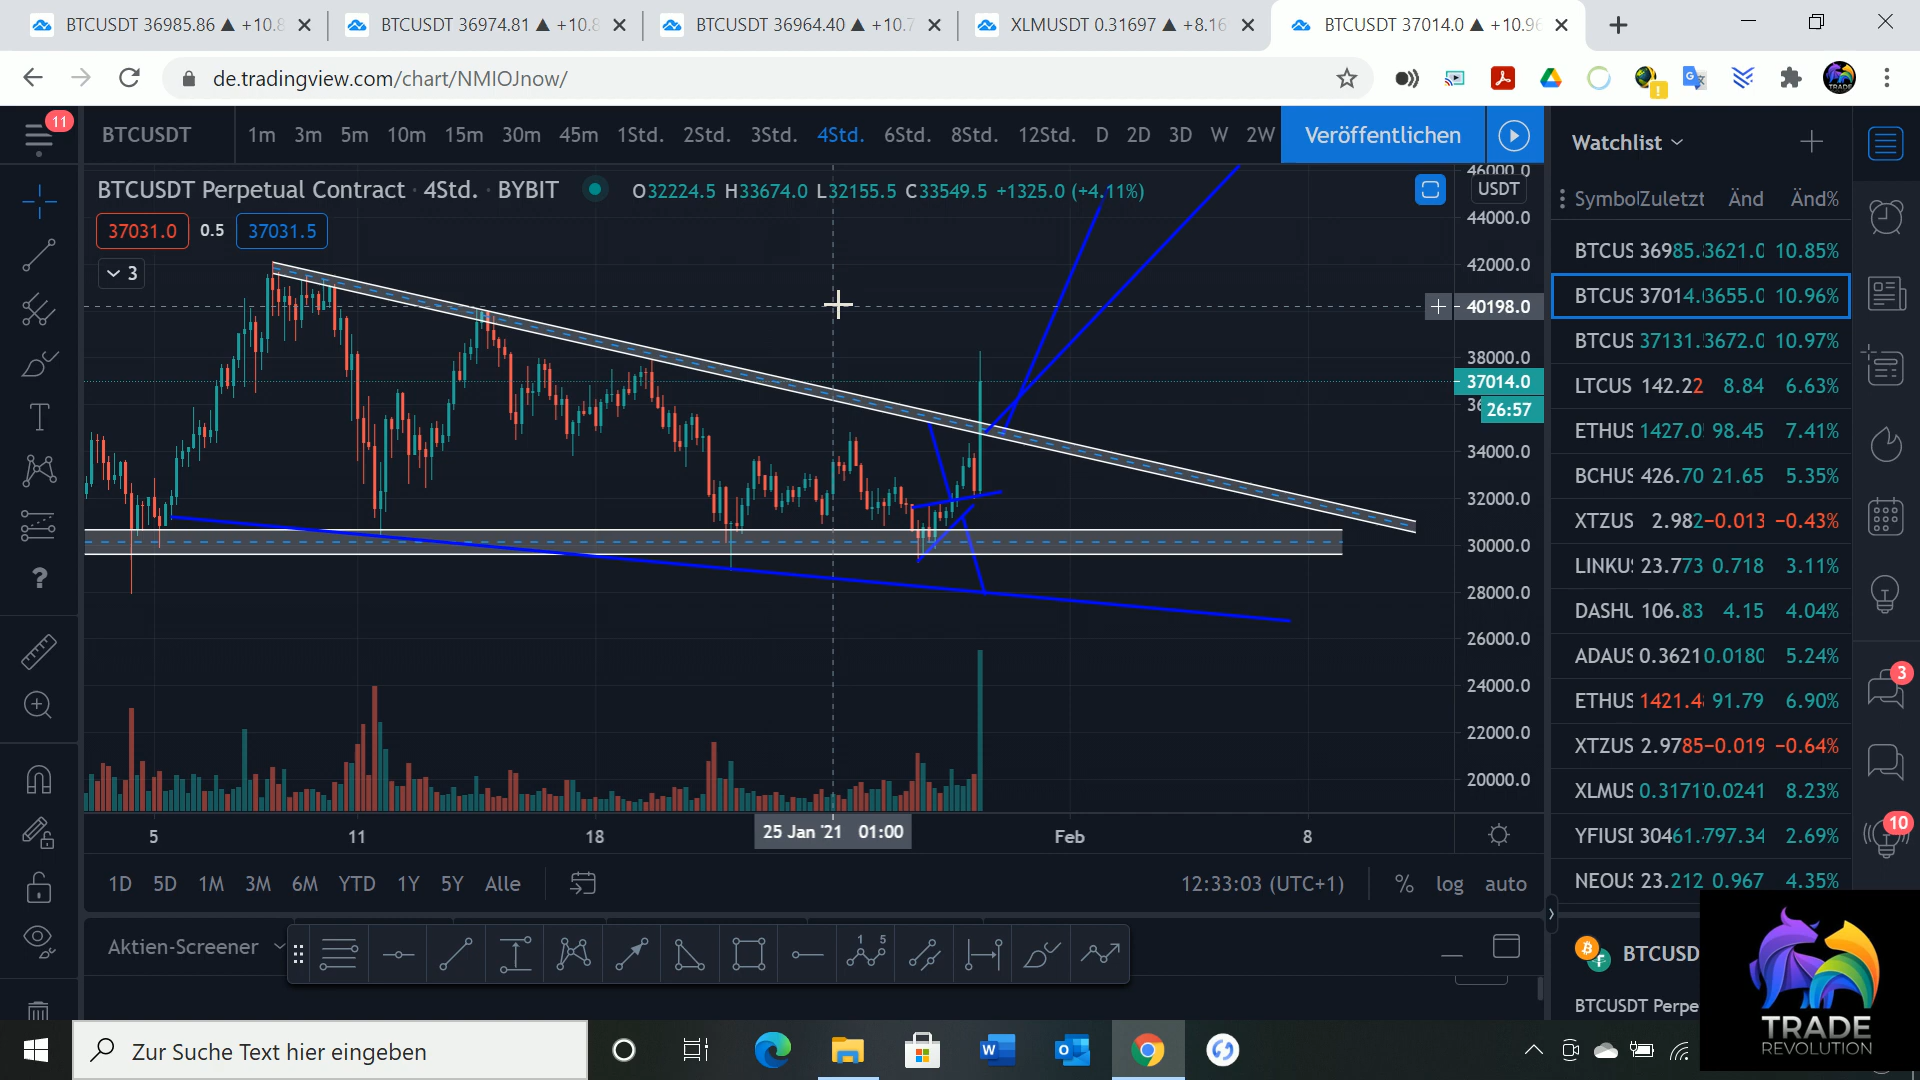 BTCUSDT 36985.86 ▲ +10.8
BTCUSDT 36974.81 ▲ +10.8
BTCUSDT 36964.40 ▲ +10.7
XLMUSDT 0.31697 ▲ +8.16
BTCUSDT 37014.0 ▲ +10.96
de.tradingview.com/chart/NMIOJnow/
11
BTCUSDT
1m 3m 5m 10m 15m 30m 45m 1Std. 2Std. 3Std. 4Std. 6Std. 8Std. 12Std. D 2D 3D W 2W
Veröffentlichen
Watchlist
BTCUSDT Perpetual Contract · 4Std. · BYBIT
O32224.5 H33674.0 L32155.5 C33549.5 +1325.0 (+4.11%)
37031.0 0.5 37031.5
3
46000.0
USDT
44000.0
42000.0
40198.0
38000.0
37014.0
26:57
34000.0
32000.0
30000.0
28000.0
26000.0
24000.0
22000.0
20000.0
5 11 18 25 Jan '21 01:00 Feb 8
1D 5D 1M 3M 6M YTD 1Y 5Y Alle
12:33:03 (UTC+1)
% log auto
Aktien-Screener
1 5
Symbol Zuletzt Änd Änd%
BTCUS 36985. 3621.0 10.85%
BTCUS 37014. 3655.0 10.96%
BTCUS 37131. 3672.0 10.97%
LTCUS 142.22 8.84 6.63%
ETHUS 1427.0 98.45 7.41%
BCHUS 426.70 21.65 5.35%
XTZUS 2.982 −0.013 −0.43%
LINKU 23.773 0.718 3.11%
DASHU 106.83 4.15 4.04%
ADAUS 0.3621 0.0180 5.24%
ETHUS 1421.4 91.79 6.90%
XTZUS 2.9785 −0.019 −0.64%
XLMUS 0.3171 0.0241 8.23%
YFIUS 30461. 797.34 2.69%
NEOUS 23.212 0.967 4.35%
3
10
BTCUSD
BTCUSDT Perpe
TRADE
REVOLUTION
Zur Suche Text hier eingeben